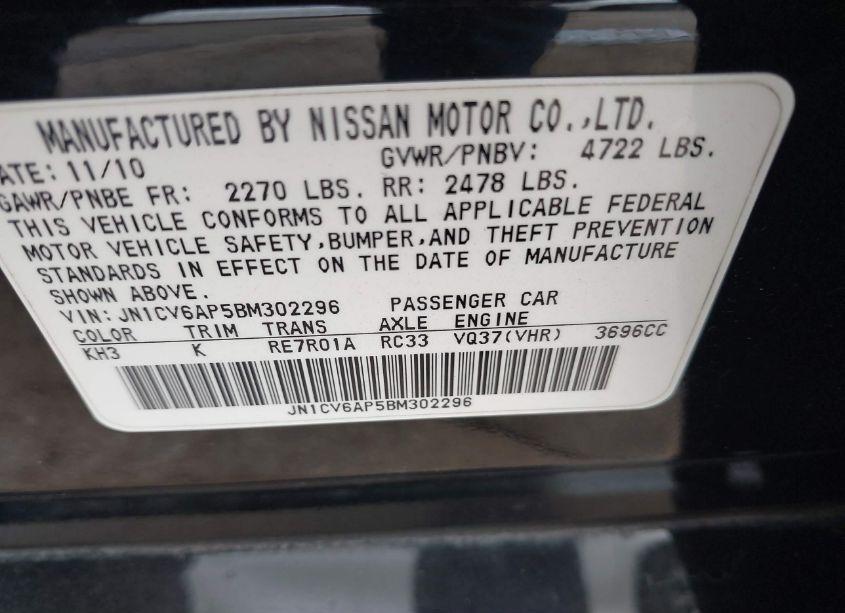 MANUFACTURED BY NISSAN MOTOR CO.,LTD.
ATE: 11/10 GVWR/PNBV: 4722 LBS.
GAWR/PNBE FR: 2270 LBS. RR: 2478 LBS.
THIS VEHICLE CONFORMS TO ALL APPLICABLE FEDERAL
MOTOR VEHICLE SAFETY,BUMPER,AND THEFT PREVENTION
STANDARDS IN EFFECT ON THE DATE OF MANUFACTURE
SHOWN ABOVE.
VIN: JN1CV6AP5BM302296 PASSENGER CAR
COLOR TRIM TRANS AXLE ENGINE
KH3 K RE7R01A RC33 VQ37(VHR) 3696CC
JN1CV6AP5BM302296